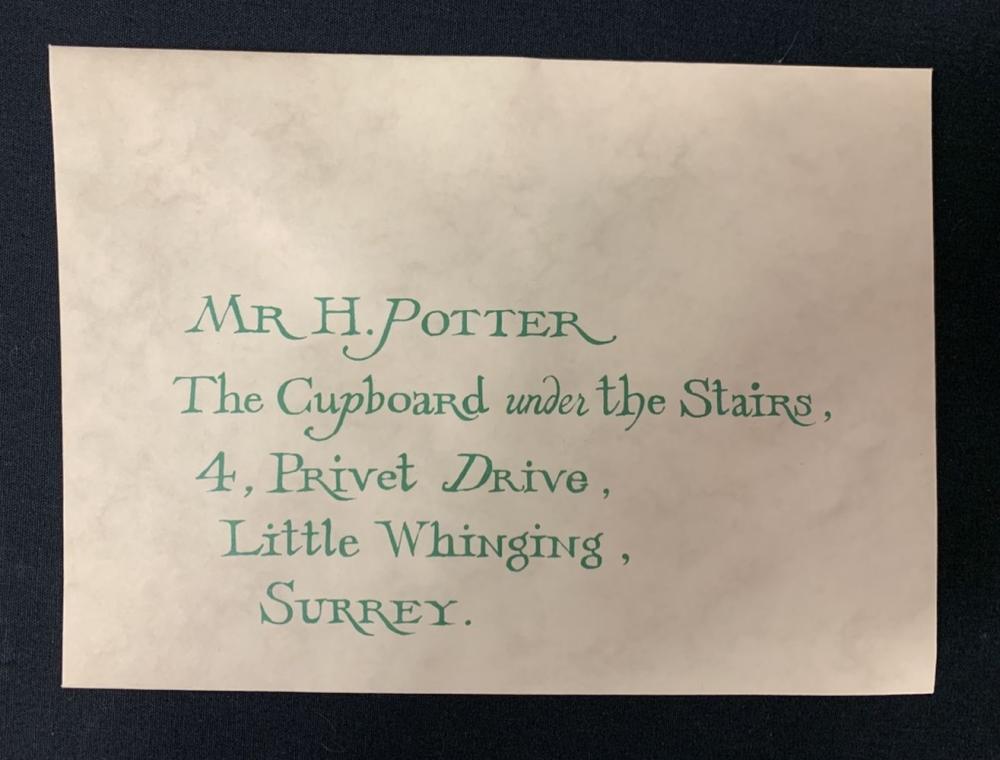 Mr H. Potter
The Cupboard under the Stairs,
4, Privet Drive,
Little Whinging,
Surrey.